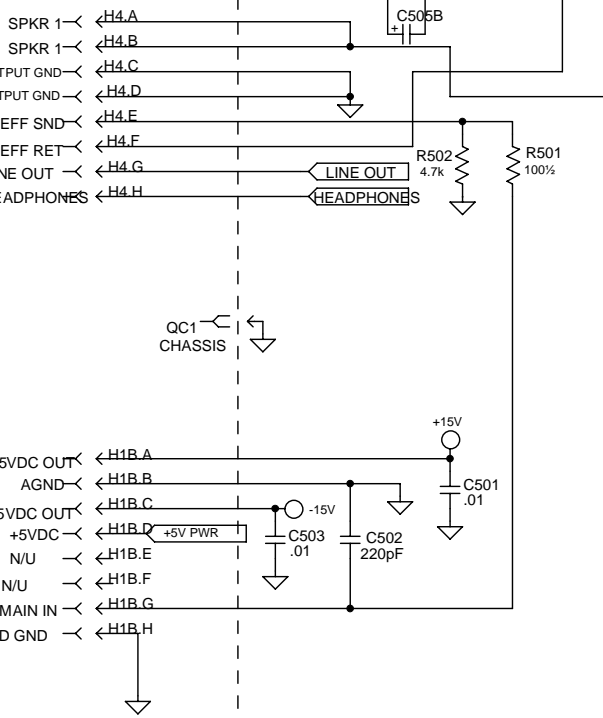 C505B
+
SPKR 1 H4.A
SPKR 1 H4.B
TPUT GND H4.C
TPUT GND H4.D
EFF SND H4.E
EFF RET H4.F
NE OUT H4.G LINE OUT
EADPHONES H4.H HEADPHONES
R502
4.7k
R501
100½
QC1
CHASSIS
+15V
5VDC OUT H1B.A
AGND H1B.B
5VDC OUT H1B.C
-15V
+5VDC H1B.D +5V PWR
N/U H1B.E
N/U H1B.F
MAIN IN H1B.G
D GND H1B.H
C501
.01
C503
.01
C502
220pF